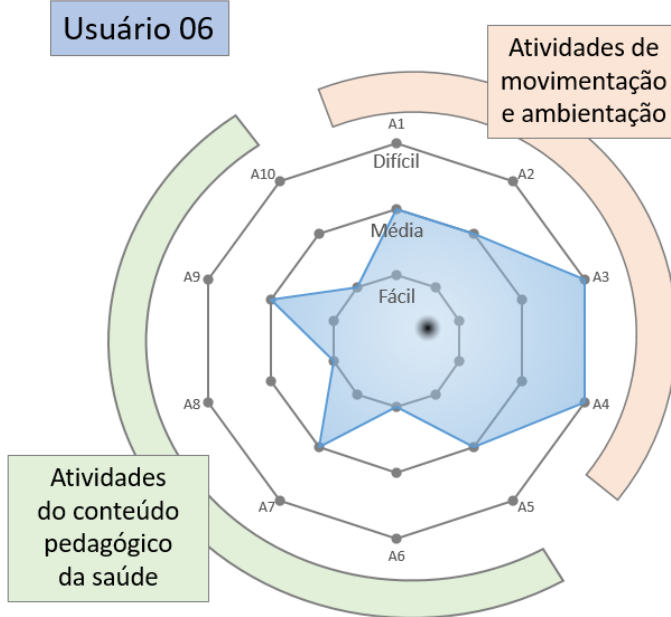 Usuário 06
Atividades de
movimentação
e ambientação
A1
Difícil
A10
A2
Média
A9
A3
Fácil
A8
A4
Atividades
do conteúdo
pedagógico
da saúde
A7
A5
A6